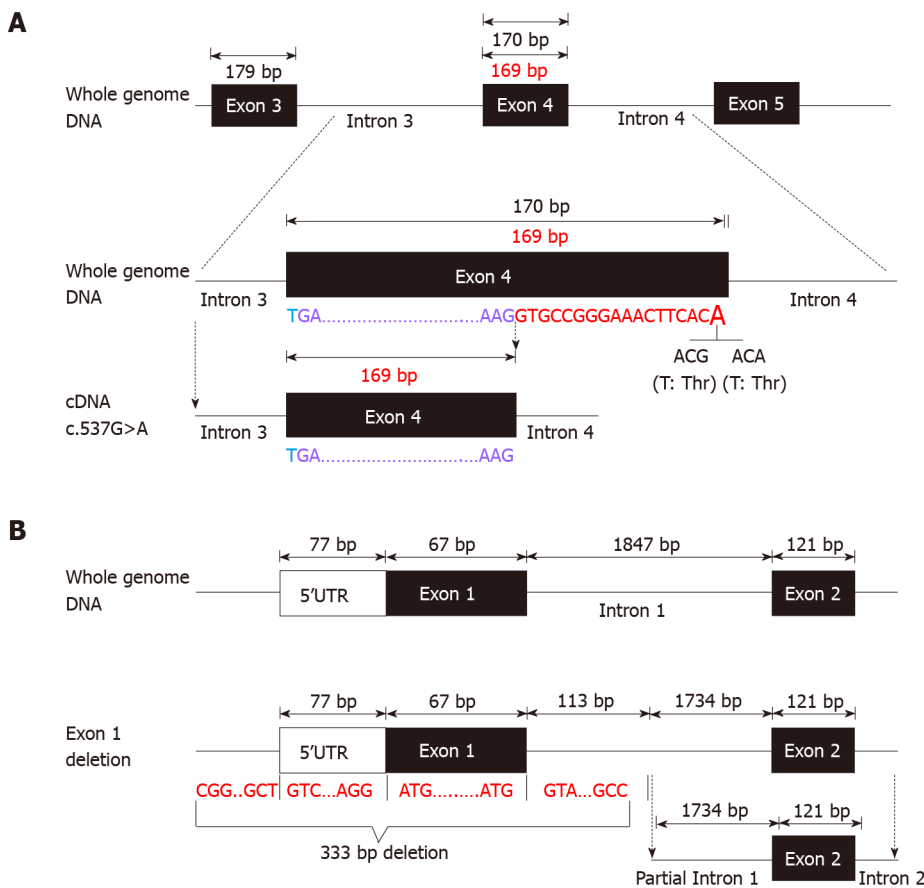 A
170 bp
179 bp
169 bp
Whole genome
DNA
Exon 3
Exon 4
Exon 5
Intron 3
Intron 4
170 bp
169 bp
Whole genome
DNA
Exon 4
Intron 3
Intron 4
TGA................................AAGGTGCCGGGAAACTTCACA
ACG ACA
(T: Thr) (T: Thr)
169 bp
cDNA
c.537G>A
Exon 4
Intron 3
Intron 4
TGA................................AAG
B
77 bp
67 bp
1847 bp
121 bp
Whole genome
DNA
5’UTR
Exon 1
Exon 2
Intron 1
77 bp
67 bp
113 bp
1734 bp
121 bp
Exon 1
deletion
5’UTR
Exon 1
Exon 2
CGG..GCT GTC...AGG ATG.........ATG GTA...GCC
333 bp deletion
1734 bp
121 bp
Exon 2
Partial Intron 1
Intron 2